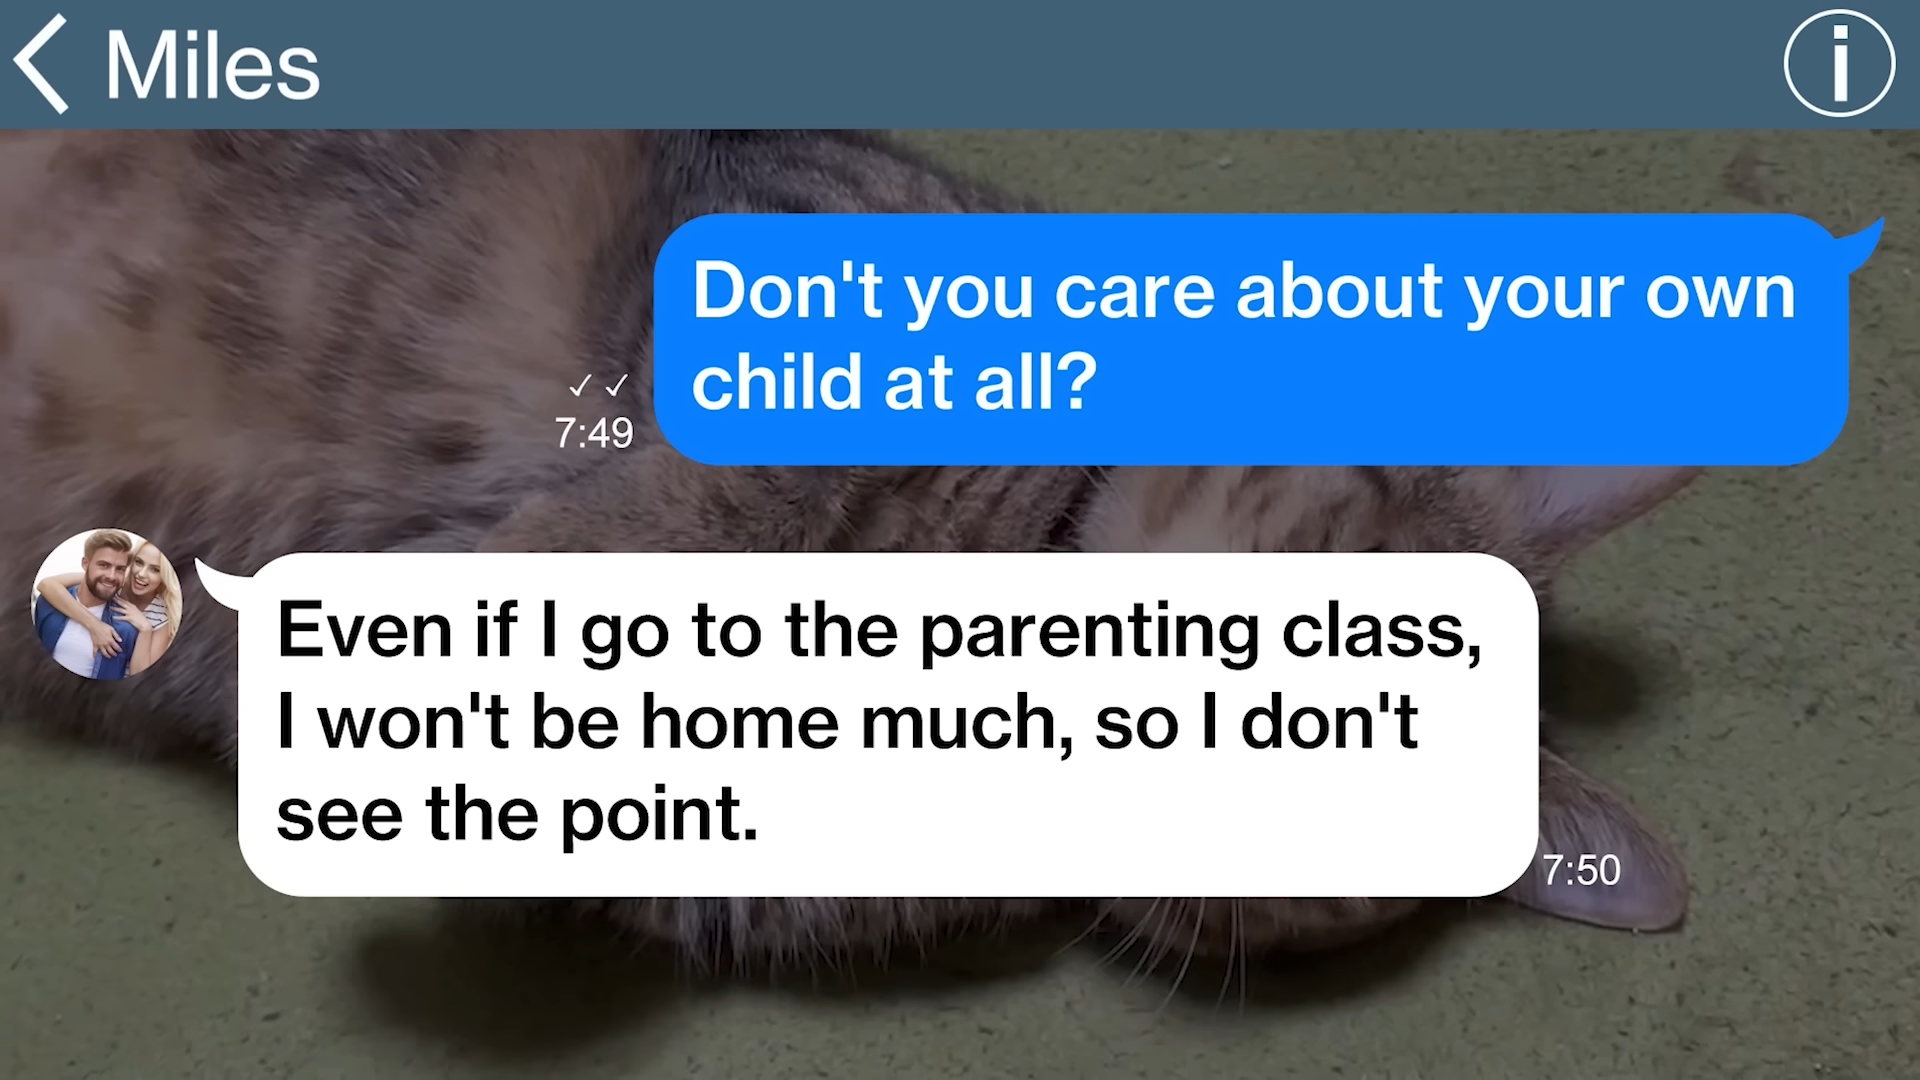 Miles
Don't you care about your own
child at all?
✓ ✓
7:49
Even if I go to the parenting class,
I won't be home much, so I don't
see the point.
7:50